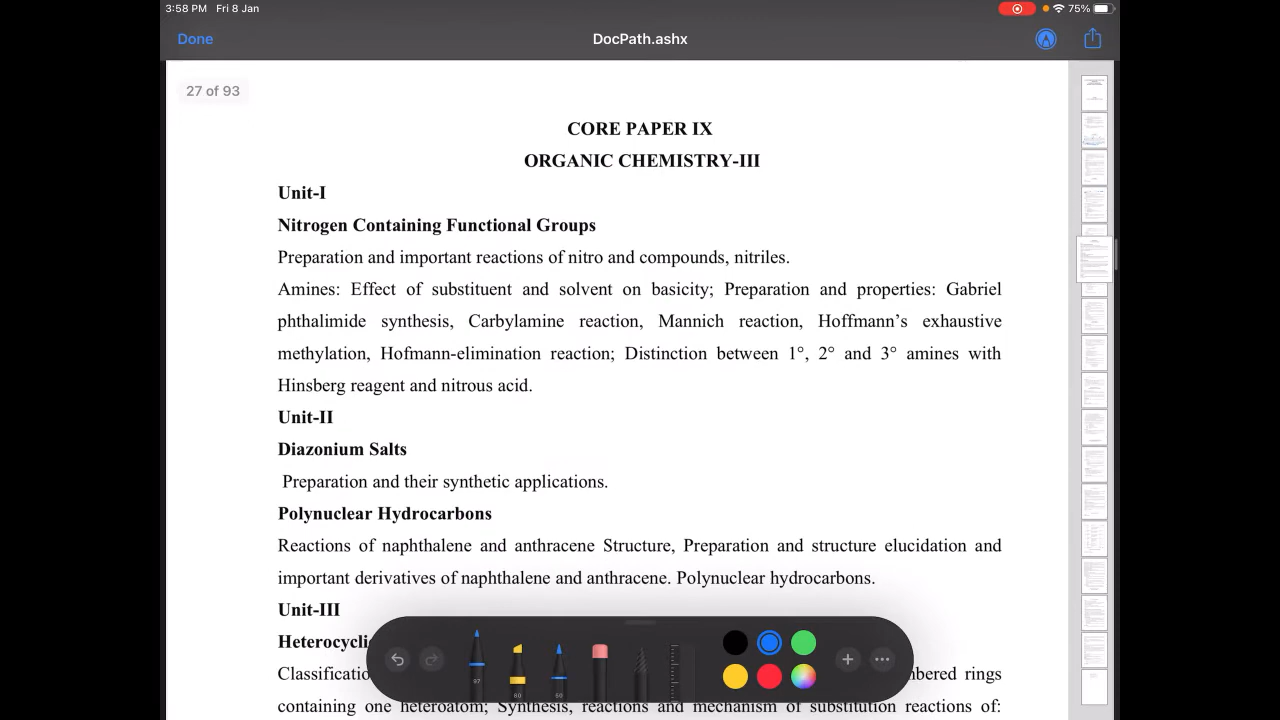 3:58 PM Fri 8 Jan
75%
Done
DocPath.ashx
27 of 93
CORE PAPER IX
ORGANIC CHEMISTRY-III
Unit-I
Nitrogen Containing Functional Groups
Preparation and important reactions of nitro and compounds, nitriles.
Amines: Effect of substituent and solvent on basicity; Preparation and properties: Gabriel
phthalimide synthesis, Carbylamine reaction, Mannich reaction, Hoffmann's exhaustive
methylation, Hofmann-elimination reaction; Distinction between 1°, 2 and 3° amines with
Hinsberg reagent and nitrous acid.
Unit-II
Diazonium Salts
Preparation and their synthetic applications.
Polynuclear Hydrocarbons
Reactions of naphthalene phenanthrene and Structure, Preparation and structure elucidation and
important derivatives of naphthalene and anthracene; Polynuclear hydrocarbons.
Unit-III
membered rings
containing one heteroatom; Synthesis, reactions and mechanism of substitution reactions of: